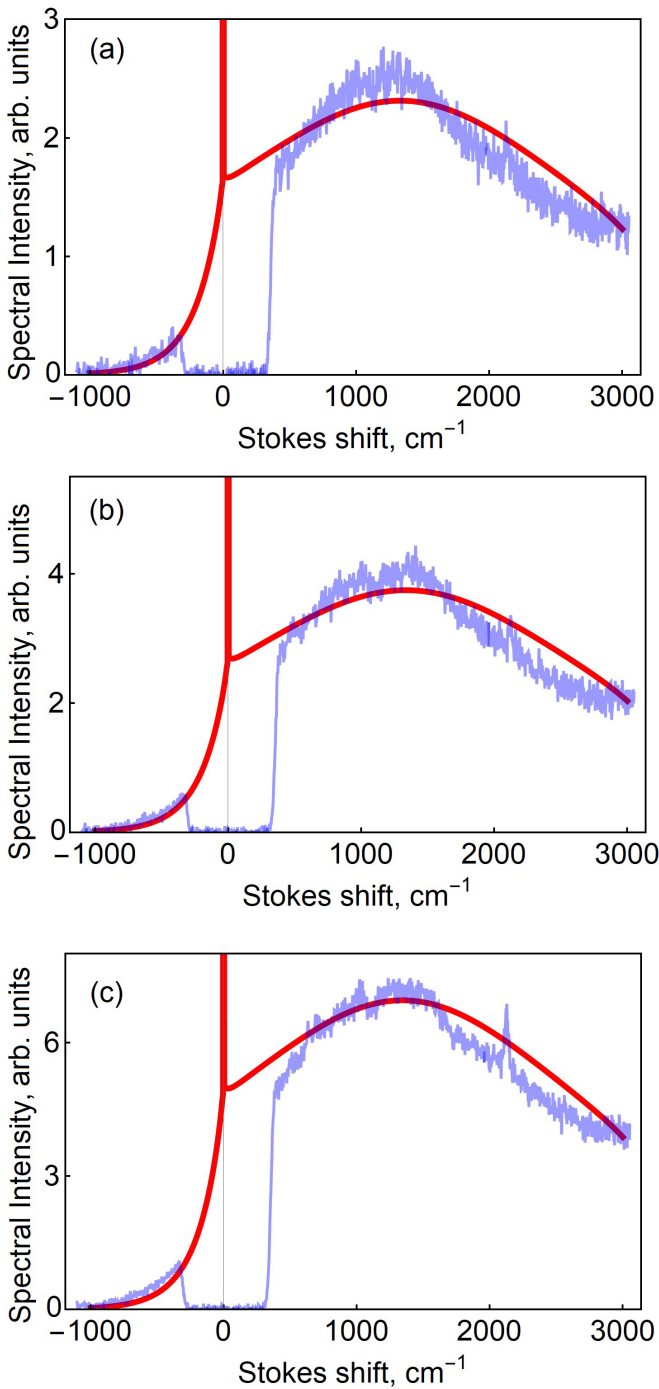 (a)
Spectral Intensity, arb. units
3
2
1
0
−1000 0 1000 2000 3000
Stokes shift, cm⁻¹
(b)
Spectral Intensity, arb. units
4
2
0
−1000 0 1000 2000 3000
Stokes shift, cm⁻¹
(c)
Spectral Intensity, arb. units
6
3
0
−1000 0 1000 2000 3000
Stokes shift, cm⁻¹